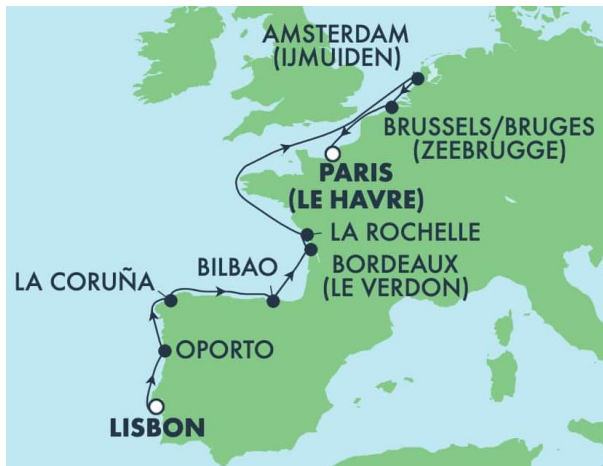 AMSTERDAM
(IJMUIDEN)
BRUSSELS/BRUGES
(ZEEBRUGGE)
PARIS
(LE HAVRE)
LA ROCHELLE
BORDEAUX
(LE VERDON)
BILBAO
LA CORUÑA
OPORTO
LISBON